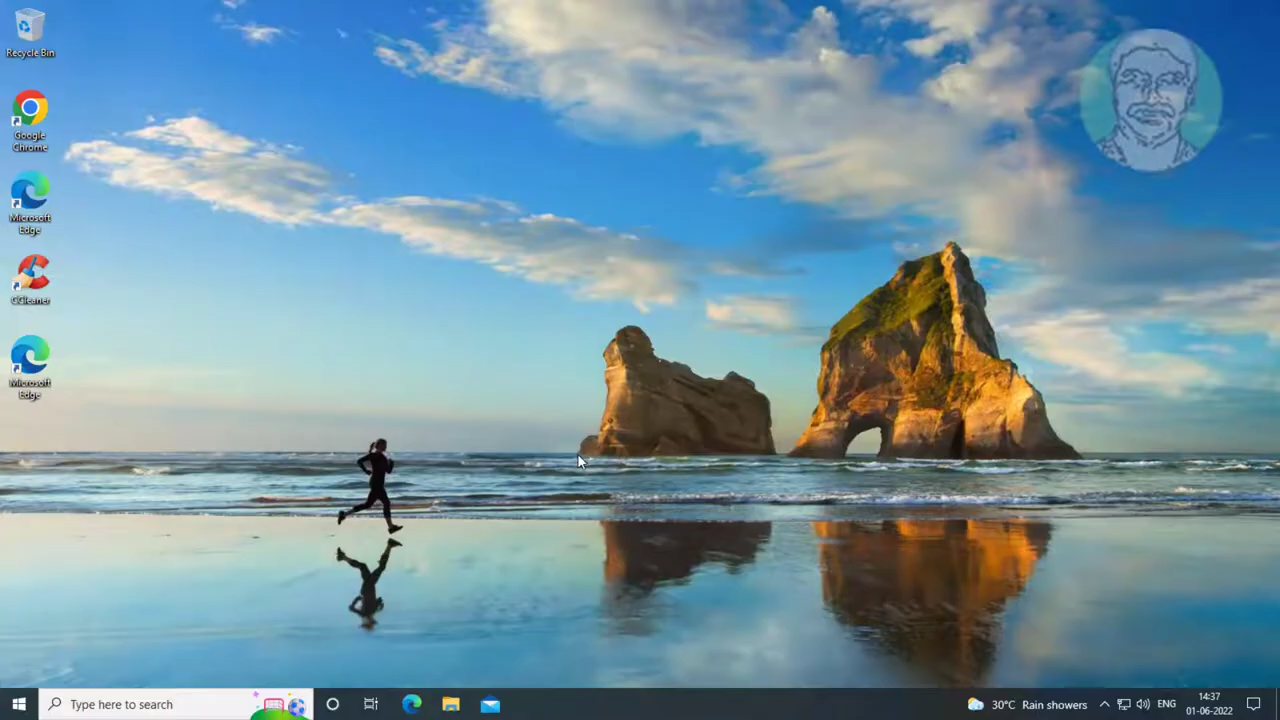 Recycle Bin
Google
Chrome
Microsoft
Edge
CCleaner
Microsoft
Edge
Type here to search
30°C Rain showers
ENG
14:37
01-06-2022